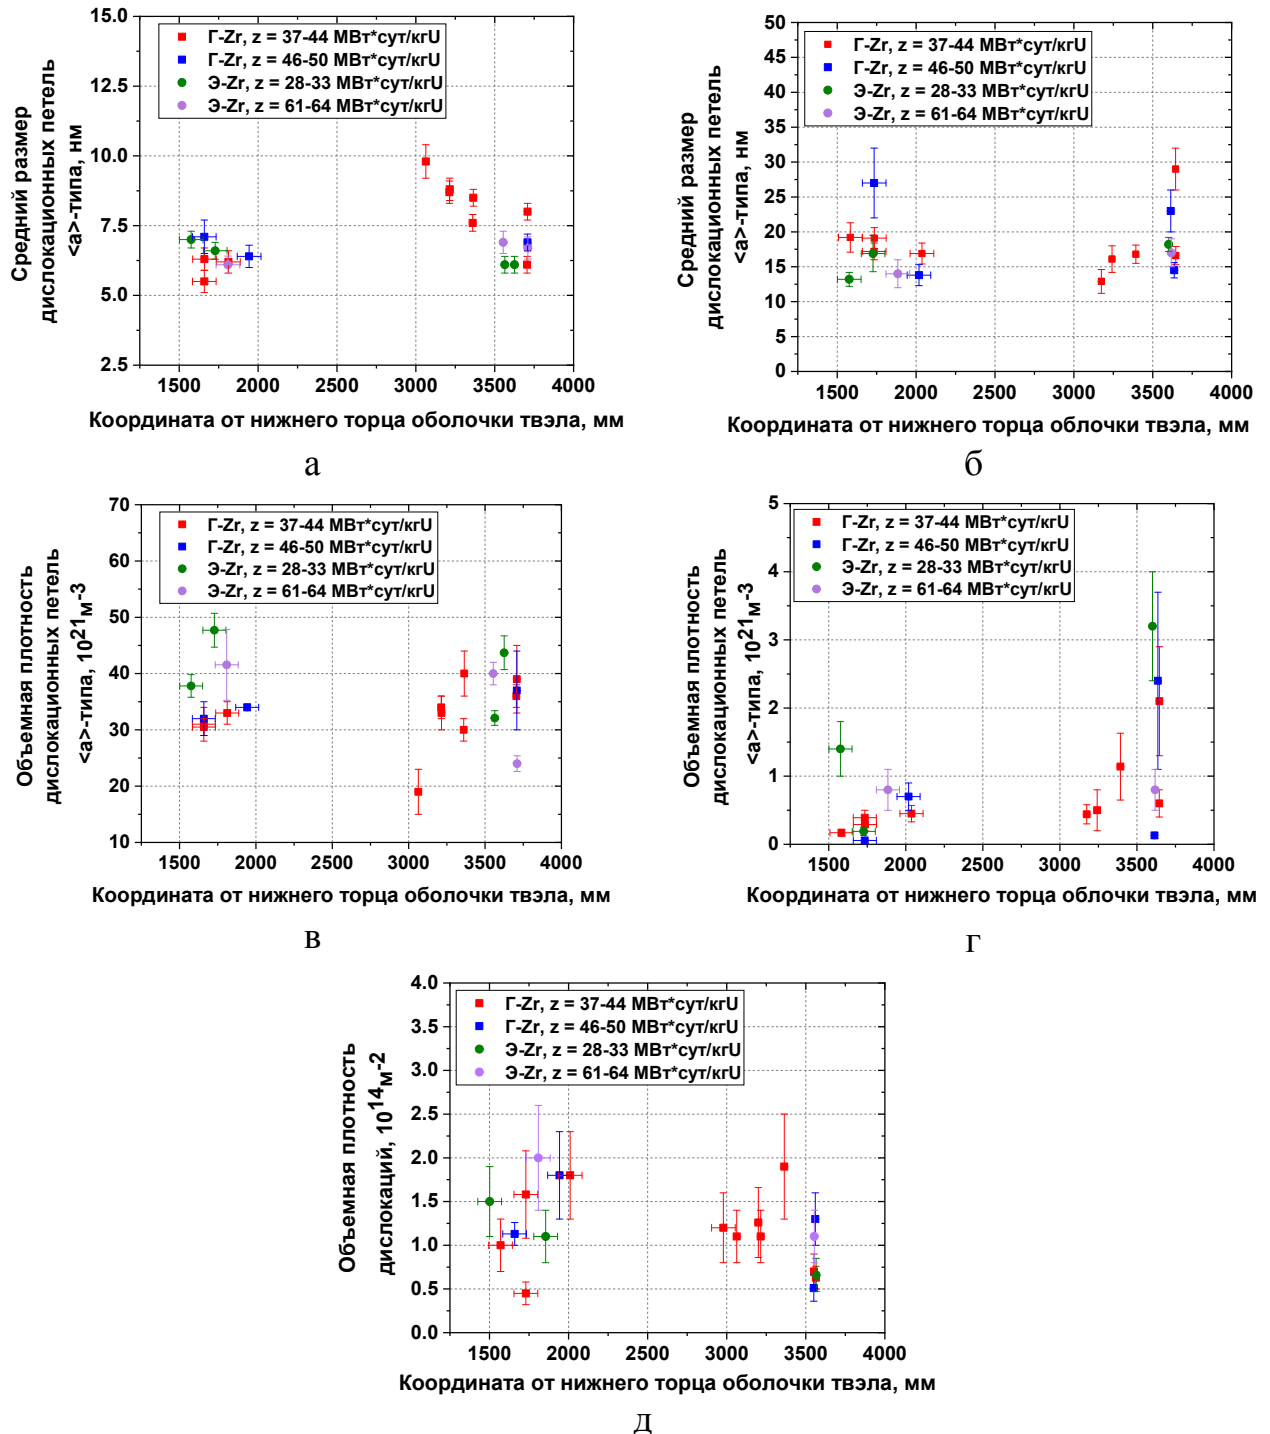 15.0
12.5
10.0
7.5
5.0
2.5
Средний размер
дислокационных петель
<a>-типа, нм
Г-Zr, z = 37-44 МВт*сут/кгU
Г-Zr, z = 46-50 МВт*сут/кгU
Э-Zr, z = 28-33 МВт*сут/кгU
Э-Zr, z = 61-64 МВт*сут/кгU
1500 2000 2500 3000 3500 4000
Координата от нижнего торца оболочки твэла, мм
а
50
45
40
35
30
25
20
15
10
5
0
Средний размер
дислокационных петель
<a>-типа, нм
Г-Zr, z = 37-44 МВт*сут/кгU
Г-Zr, z = 46-50 МВт*сут/кгU
Э-Zr, z = 28-33 МВт*сут/кгU
Э-Zr, z = 61-64 МВт*сут/кгU
1500 2000 2500 3000 3500 4000
Координата от нижнего торца облочки твэла, мм
б
70
60
50
40
30
20
10
Объемная плотность
дислокационных петель
<a>-типа, 10²¹м-3
Г-Zr, z = 37-44 МВт*сут/кгU
Г-Zr, z = 46-50 МВт*сут/кгU
Э-Zr, z = 28-33 МВт*сут/кгU
Э-Zr, z = 61-64 МВт*сут/кгU
1500 2000 2500 3000 3500 4000
Координата от нижнего торца оболочки твэла, мм
в
5
4
3
2
1
0
Объемная плотность
дислокационных петель
<a>-типа, 10²¹м-3
Г-Zr, z = 37-44 МВт*сут/кгU
Г-Zr, z = 46-50 МВт*сут/кгU
Э-Zr, z = 28-33 МВт*сут/кгU
Э-Zr, z = 61-64 МВт*сут/кгU
1500 2000 2500 3000 3500 4000
Координата от нижнего торца облочки твэла, мм
г
4.0
3.5
3.0
2.5
2.0
1.5
1.0
0.5
0.0
Объемная плотность
дислокаций, 10¹⁴м-2
Г-Zr, z = 37-44 МВт*сут/кгU
Г-Zr, z = 46-50 МВт*сут/кгU
Э-Zr, z = 28-33 МВт*сут/кгU
Э-Zr, z = 61-64 МВт*сут/кгU
1500 2000 2500 3000 3500 4000
Координата от нижнего торца оболочки твэла, мм
д